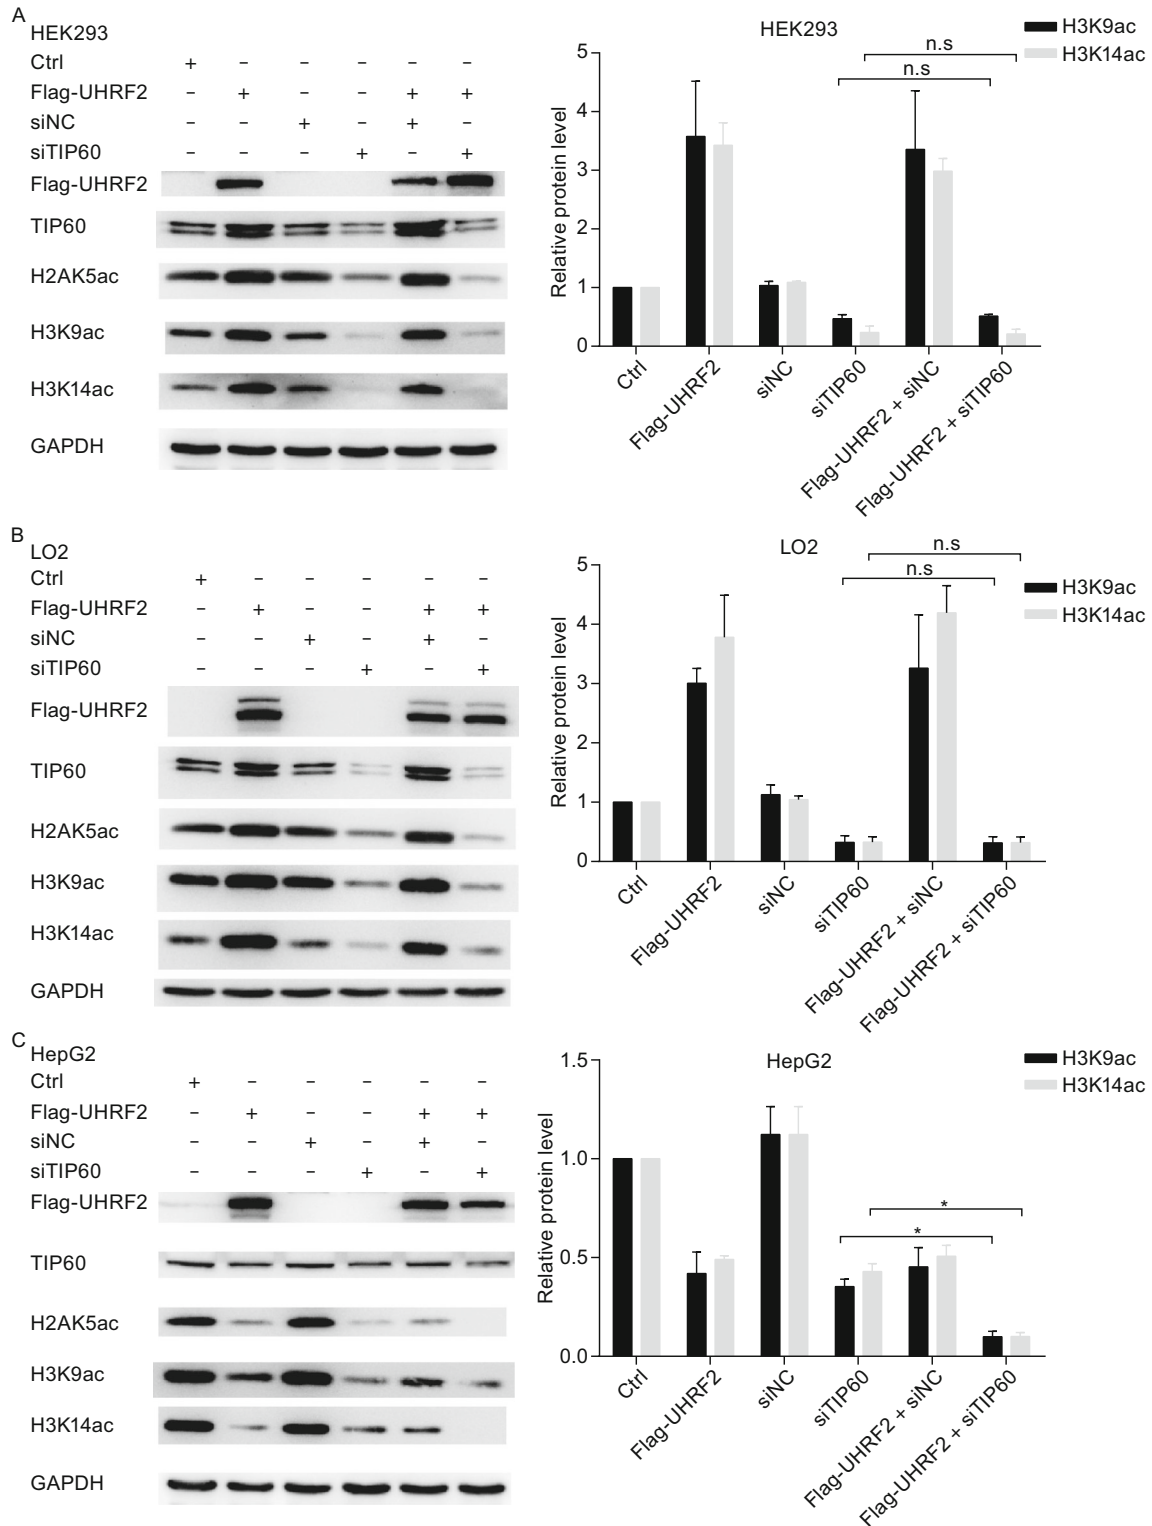 A
HEK293
Ctrl + – – – – –
Flag-UHRF2 – + – – + +
siNC – – + – + –
siTIP60 – – – + – +
Flag-UHRF2
TIP60
H2AK5ac
H3K9ac
H3K14ac
GAPDH
HEK293
H3K9ac
H3K14ac
n.s
n.s
Relative protein level
5
4
3
2
1
0
Ctrl
Flag-UHRF2
siNC
siTIP60
Flag-UHRF2 + siNC
Flag-UHRF2 + siTIP60
B
LO2
Ctrl + – – – – –
Flag-UHRF2 – + – – + +
siNC – – + – + –
siTIP60 – – – + – +
Flag-UHRF2
TIP60
H2AK5ac
H3K9ac
H3K14ac
GAPDH
LO2
H3K9ac
H3K14ac
n.s
n.s
Relative protein level
5
4
3
2
1
0
Ctrl
Flag-UHRF2
siNC
siTIP60
Flag-UHRF2 + siNC
Flag-UHRF2 + siTIP60
C
HepG2
Ctrl + – – – – –
Flag-UHRF2 – + – – + +
siNC – – + – + –
siTIP60 – – – + – +
Flag-UHRF2
TIP60
H2AK5ac
H3K9ac
H3K14ac
GAPDH
HepG2
H3K9ac
H3K14ac
*
*
Relative protein level
1.5
1.0
0.5
0.0
Ctrl
Flag-UHRF2
siNC
siTIP60
Flag-UHRF2 + siNC
Flag-UHRF2 + siTIP60